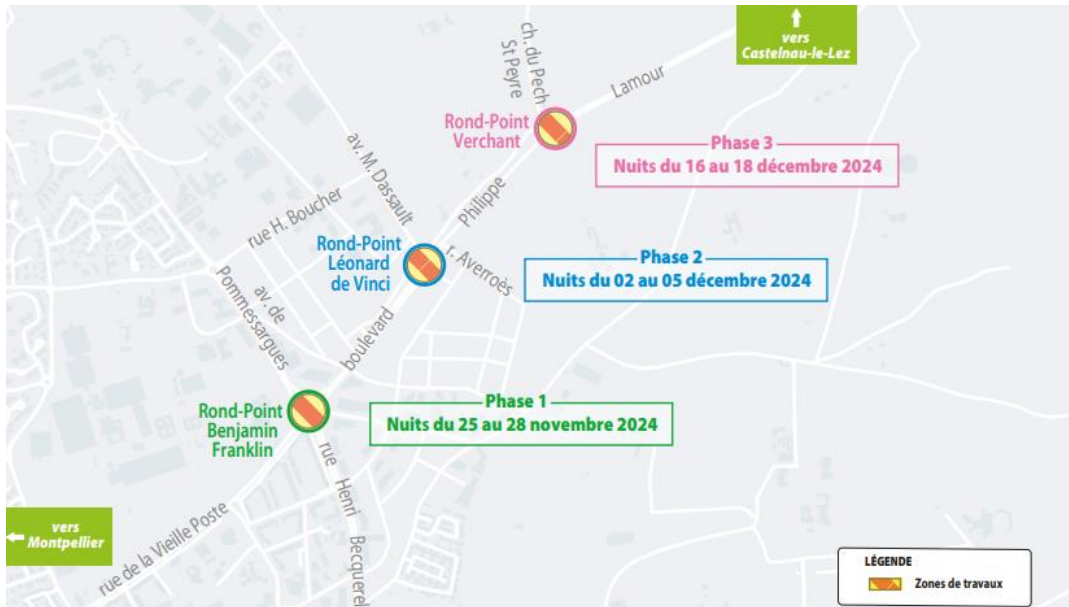 vers
Castelnau-le-Lez
ch. du Pech
St Peyre
Lamour
Rond-Point
Verchant
Phase 3
Nuits du 16 au 18 décembre 2024
av. M. Dassault
rue H. Boucher
Philippe
Rond-Point
Léonard
de Vinci
r. Averroès
Phase 2
Nuits du 02 au 05 décembre 2024
av. de
Pommessargues
boulevard
Rond-Point
Benjamin
Franklin
Phase 1
Nuits du 25 au 28 novembre 2024
rue Henri Becquerel
vers
Montpellier
rue de la Vieille Poste
LÉGENDE
Zones de travaux